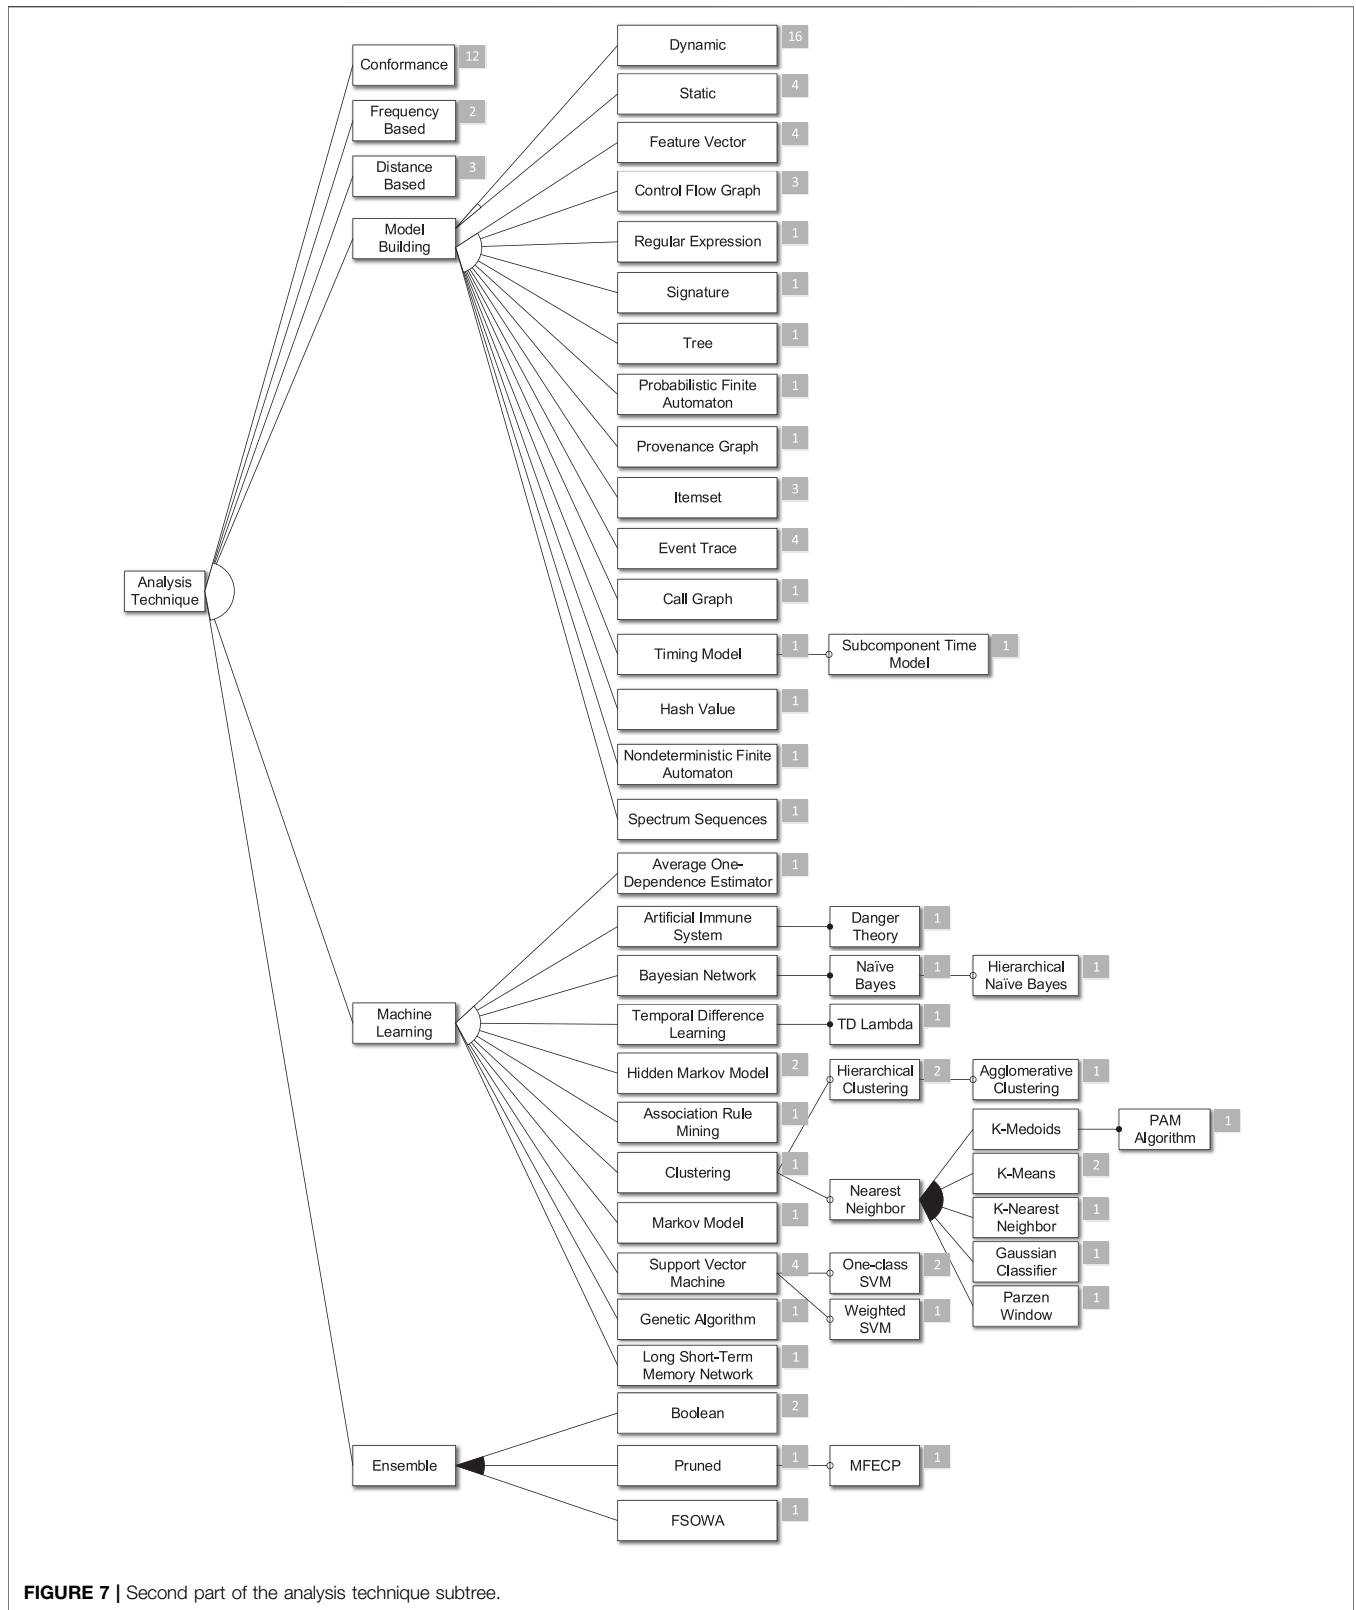 Conformance
12
Frequency
Based
2
Distance
Based
3
Model
Building
Dynamic
16
Static
4
Feature Vector
4
Control Flow Graph
3
Regular Expression
1
Signature
1
Tree
1
Probabilistic Finite
Automaton
1
Provenance Graph
1
Itemset
3
Event Trace
4
Call Graph
1
Timing Model
1
Subcomponent Time
Model
1
Hash Value
1
Nondeterministic Finite
Automaton
1
Spectrum Sequences
1
Analysis
Technique
Average One-
Dependence Estimator
1
Artificial Immune
System
Danger
Theory
1
Bayesian Network
Naïve
Bayes
1
Hierarchical
Naïve Bayes
1
Machine
Learning
Temporal Difference
Learning
TD Lambda
1
Hidden Markov Model
2
Hierarchical
Clustering
2
Agglomerative
Clustering
1
Association Rule
Mining
1
K-Medoids
PAM
Algorithm
1
Clustering
1
K-Means
2
Nearest
Neighbor
K-Nearest
Neighbor
1
Markov Model
1
Gaussian
Classifier
1
Support Vector
Machine
4
One-class
SVM
2
Parzen
Window
1
Genetic Algorithm
1
Weighted
SVM
1
Long Short-Term
Memory Network
1
Boolean
2
Ensemble
Pruned
1
MFECP
1
FSOWA
1
FIGURE 7 | Second part of the analysis technique subtree.